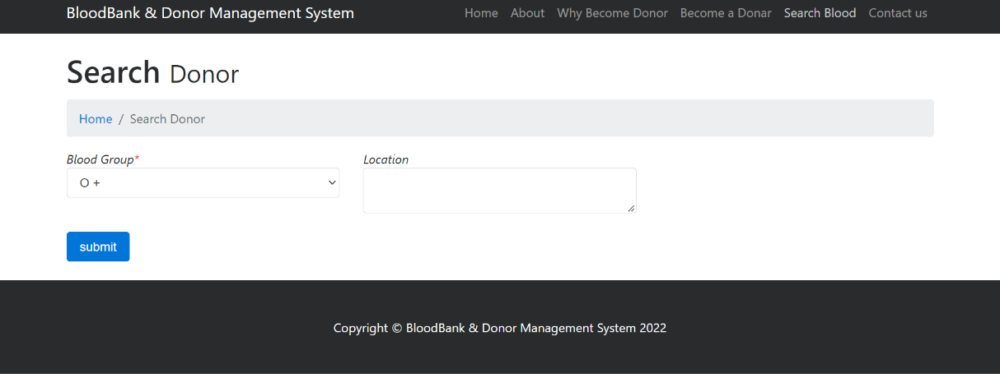 BloodBank & Donor Management System Home About Why Become Donor Become a Donar Search Blood Contact us
Search Donor
Home / Search Donor
Blood Group* Location
O +
submit
Copyright © BloodBank & Donor Management System 2022